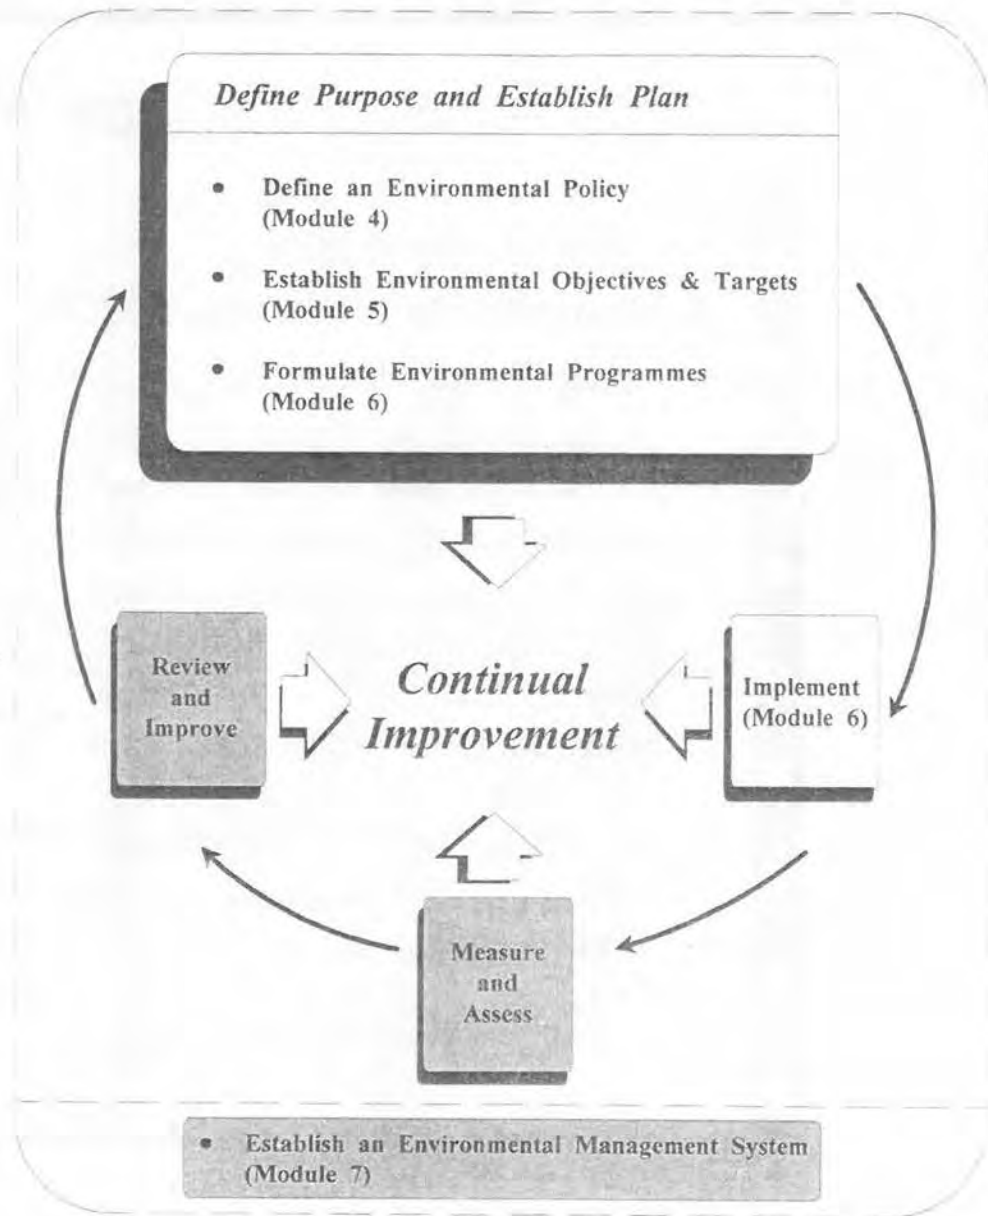 Define Purpose and Establish Plan
• Define an Environmental Policy
(Module 4)
• Establish Environmental Objectives & Targets
(Module 5)
• Formulate Environmental Programmes
(Module 6)
Review
and
Improve
Continual
Improvement
Implement
(Module 6)
Measure
and
Assess
• Establish an Environmental Management System
(Module 7)